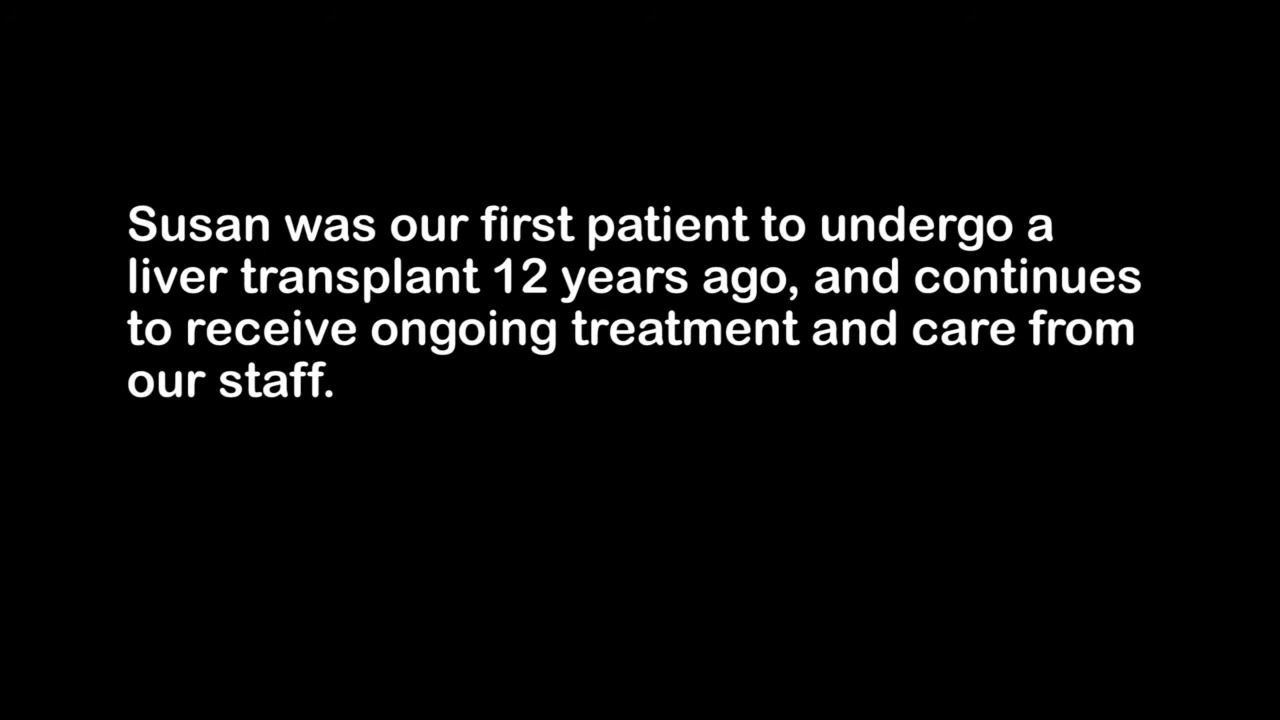 Susan was our first patient to undergo a
liver transplant 12 years ago, and continues
to receive ongoing treatment and care from
our staff.